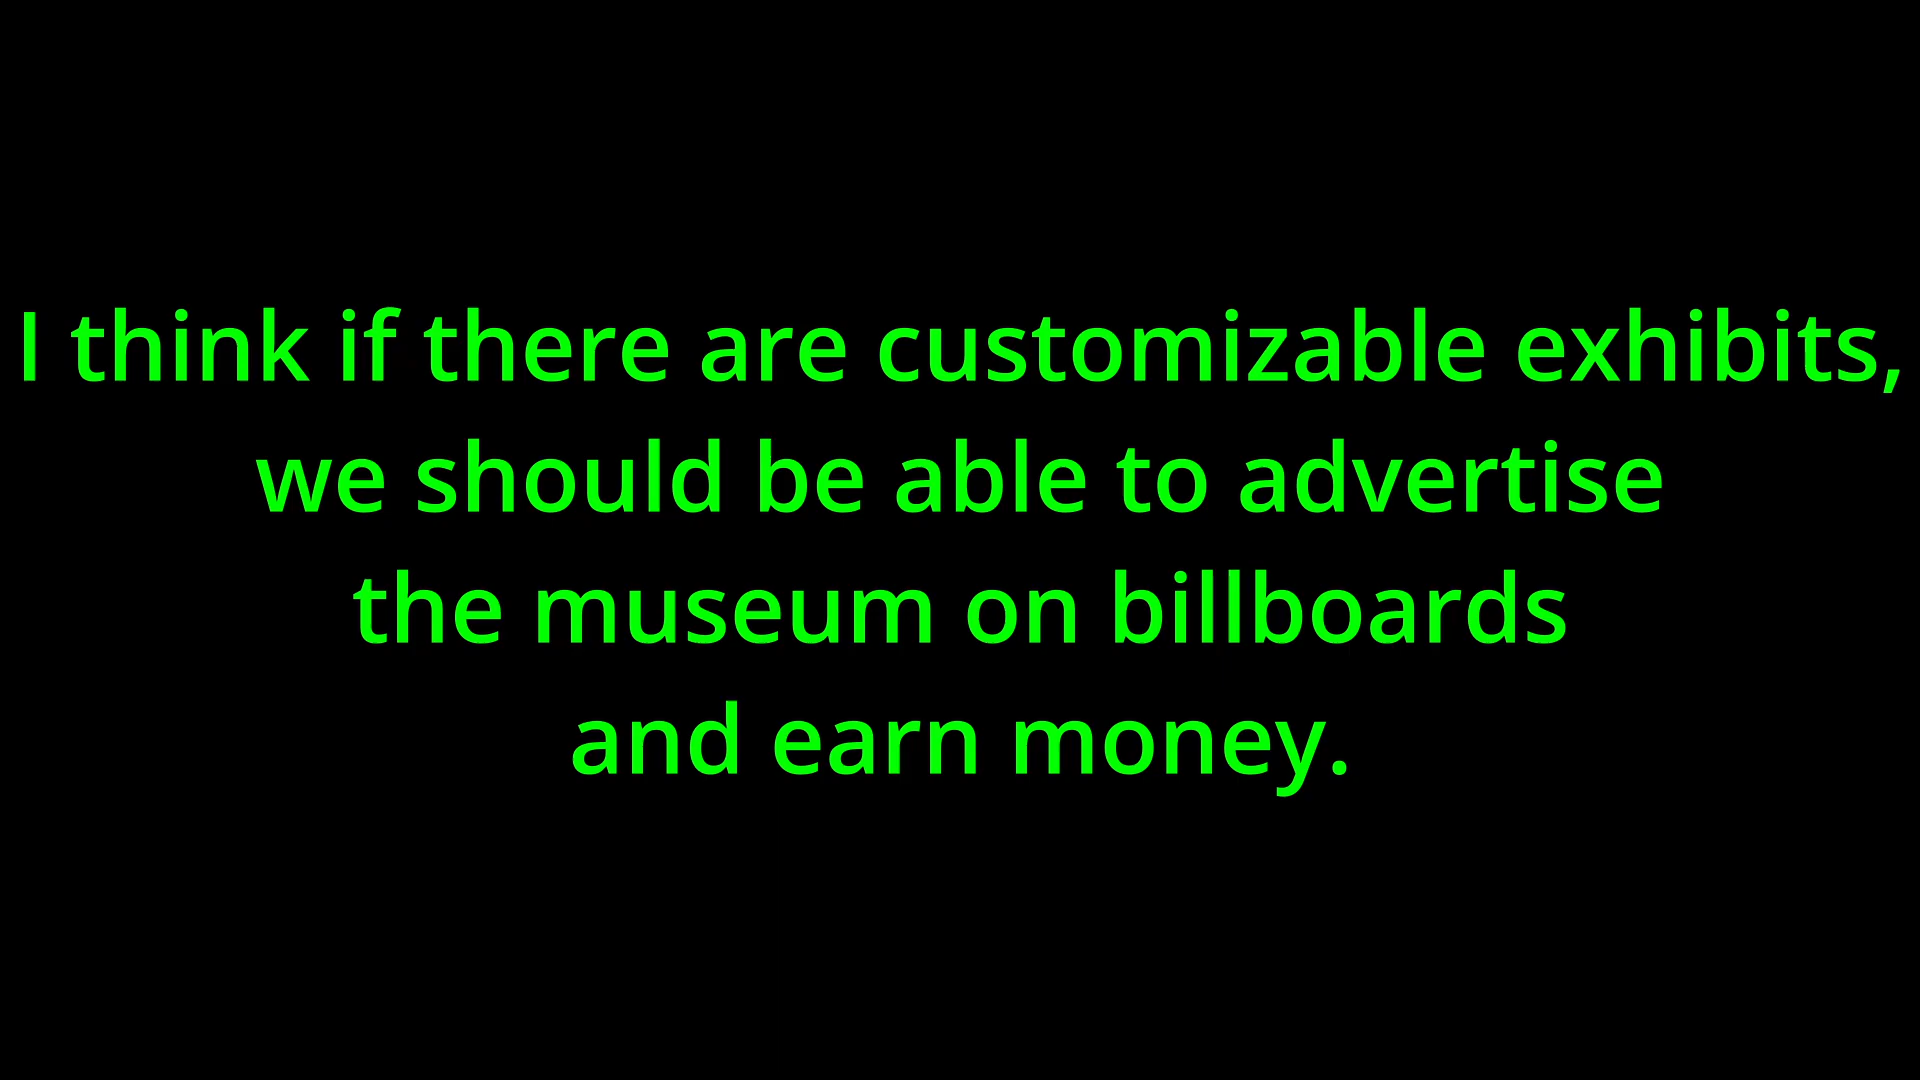 I think if there are customizable exhibits,
we should be able to advertise
the museum on billboards
and earn money.